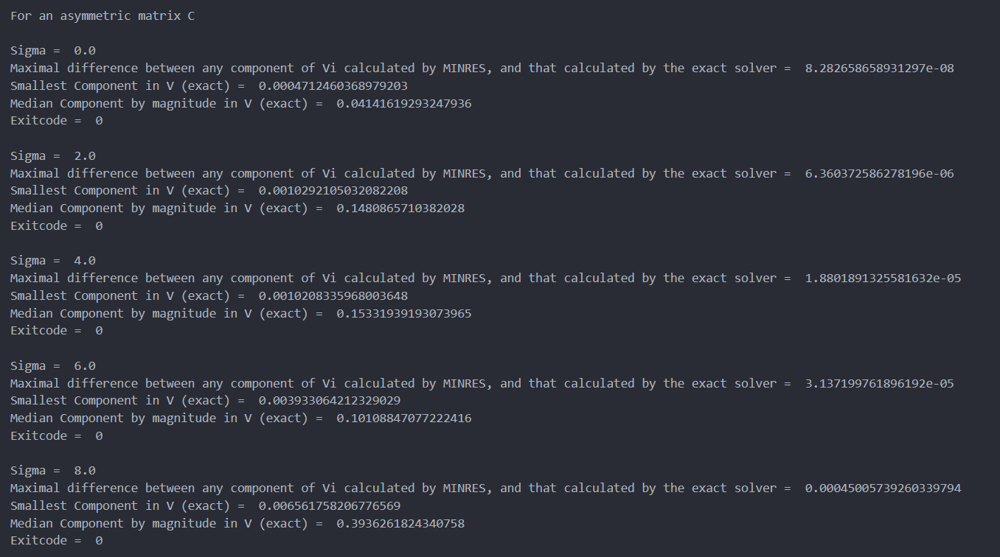 For an asymmetric matrix C
Sigma =  0.0
Maximal difference between any component of Vi calculated by MINRES, and that calculated by the exact solver =  8.282658658931297e-08
Smallest Component in V (exact) =  0.0004712460368979203
Median Component by magnitude in V (exact) =  0.04141619293247936
Exitcode =  0
Sigma =  2.0
Maximal difference between any component of Vi calculated by MINRES, and that calculated by the exact solver =  6.360372586278196e-06
Smallest Component in V (exact) =  0.0010292105032082208
Median Component by magnitude in V (exact) =  0.1480865710382028
Exitcode =  0
Sigma =  4.0
Maximal difference between any component of Vi calculated by MINRES, and that calculated by the exact solver =  1.8801891325581632e-05
Smallest Component in V (exact) =  0.0010208335968003648
Median Component by magnitude in V (exact) =  0.15331939193073965
Exitcode =  0
Sigma =  6.0
Maximal difference between any component of Vi calculated by MINRES, and that calculated by the exact solver =  3.137199761896192e-05
Smallest Component in V (exact) =  0.003933064212329029
Median Component by magnitude in V (exact) =  0.10108847077222416
Exitcode =  0
Sigma =  8.0
Maximal difference between any component of Vi calculated by MINRES, and that calculated by the exact solver =  0.00045005739260339794
Smallest Component in V (exact) =  0.006561758206776569
Median Component by magnitude in V (exact) =  0.3936261824340758
Exitcode =  0